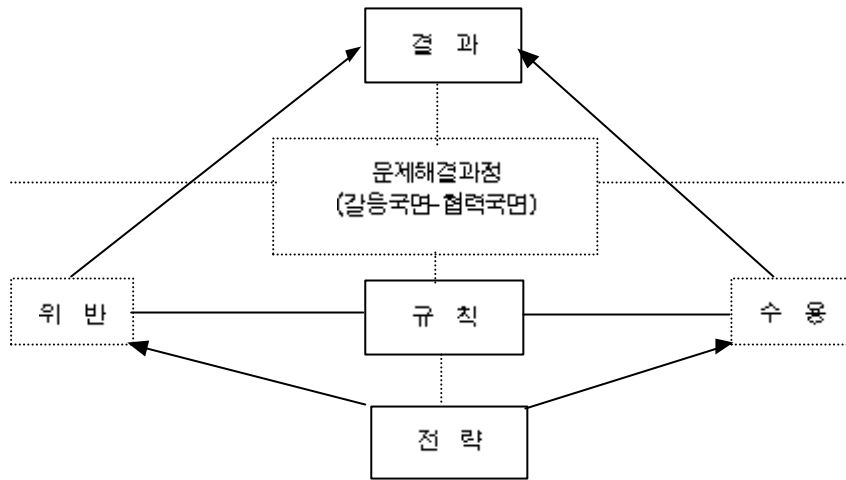 결 과
문제해결과정
(갈응국면-협력국면)
위 반
규 칙
수 용
전 략